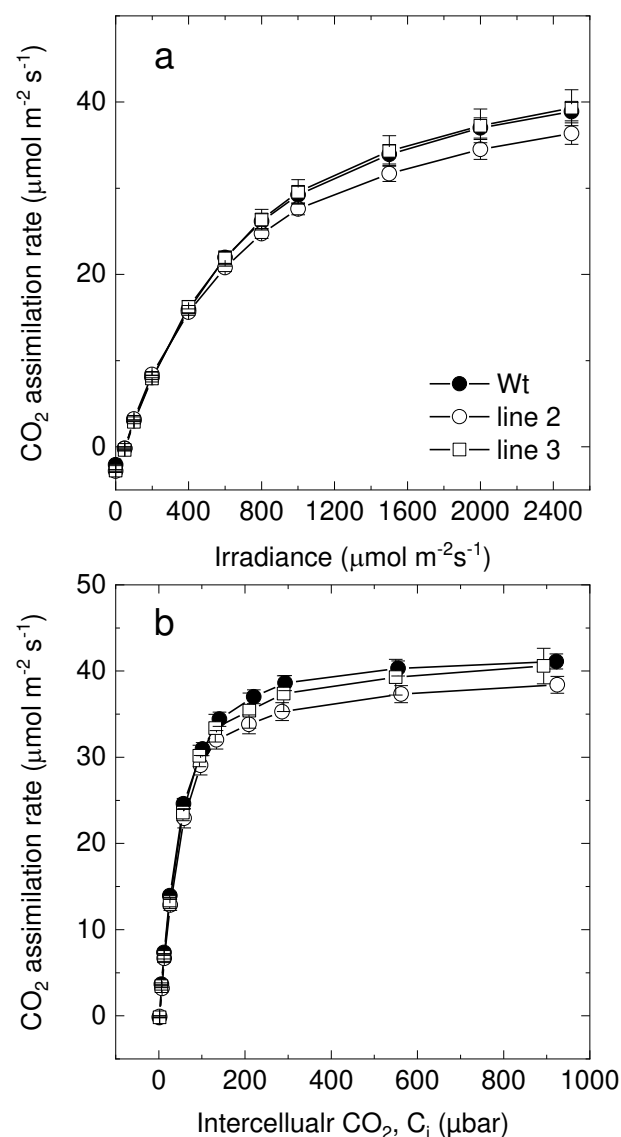 a
40
20
0
CO₂ assimilation rate (μmol m⁻² s⁻¹)
Wt
line 2
line 3
0 400 800 1200 1600 2000 2400
Irradiance (μmol m⁻²s⁻¹)
b
50
40
30
20
10
0
CO₂ assimilation rate (μmol m⁻² s⁻¹)
0 200 400 600 800 1000
Intercellualr CO₂, Cᵢ (μbar)